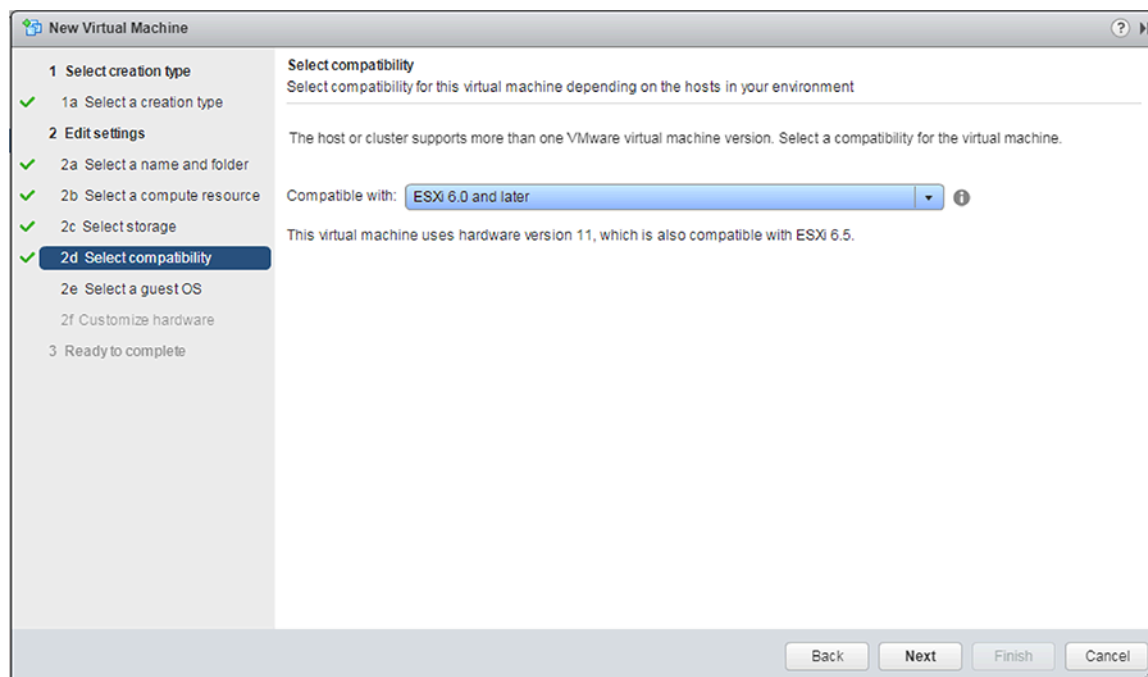 New Virtual Machine
?
1 Select creation type
1a Select a creation type
2 Edit settings
2a Select a name and folder
2b Select a compute resource
2c Select storage
2d Select compatibility
2e Select a guest OS
2f Customize hardware
3 Ready to complete
Select compatibility
Select compatibility for this virtual machine depending on the hosts in your environment
The host or cluster supports more than one VMware virtual machine version. Select a compatibility for the virtual machine.
Compatible with: ESXi 6.0 and later
This virtual machine uses hardware version 11, which is also compatible with ESXi 6.5.
Back Next Finish Cancel